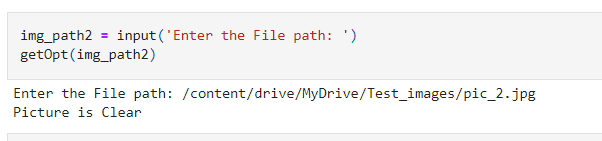 img_path2 = input('Enter the File path: ')
getOpt(img_path2)
Enter the File path: /content/drive/MyDrive/Test_images/pic_2.jpg
Picture is Clear